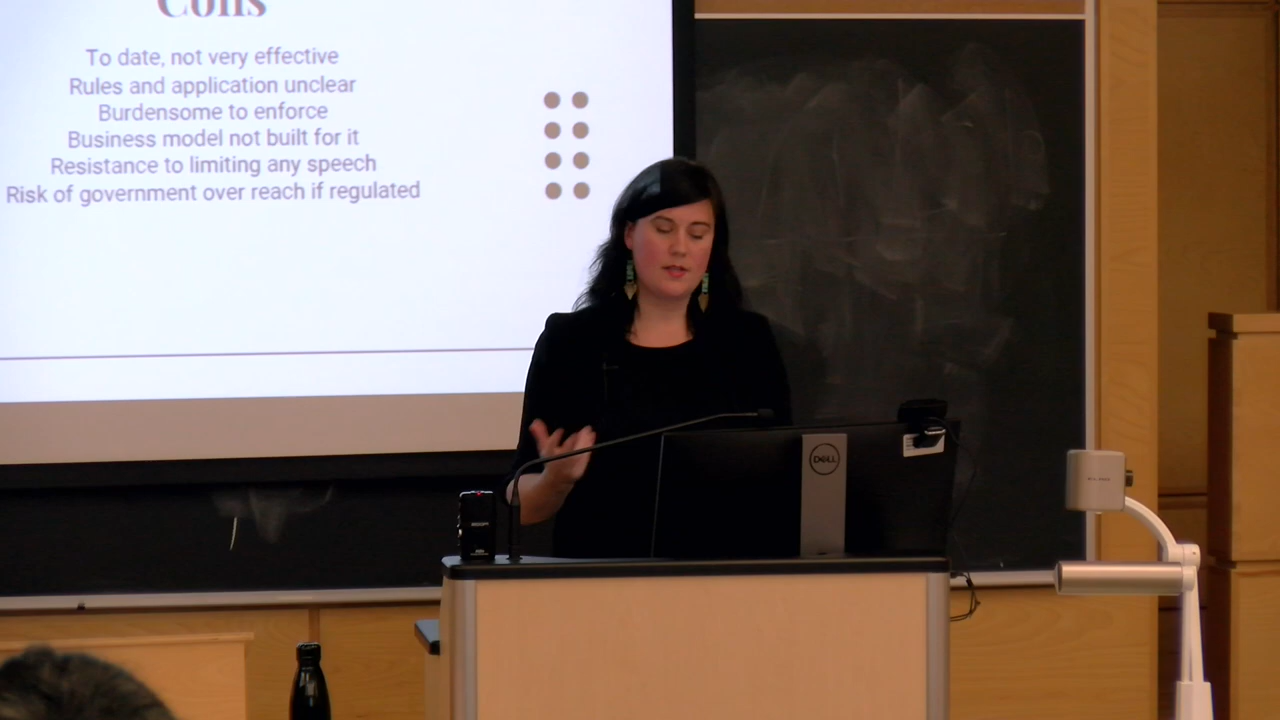 Cons
To date, not very effective
Rules and application unclear
Burdensome to enforce
Business model not built for it
Resistance to limiting any speech
Risk of government over reach if regulated
DELL